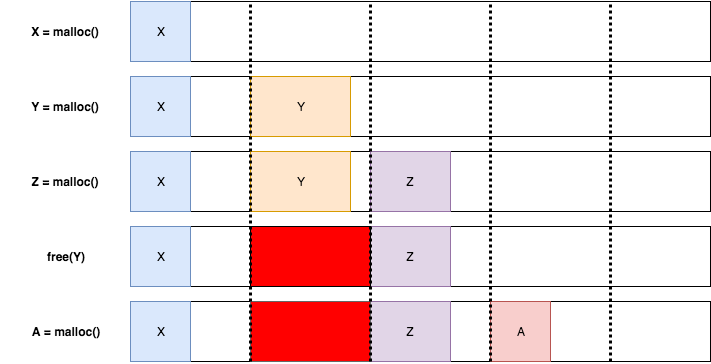 X = malloc() X
Y = malloc() X Y
Z = malloc() X Y Z
free(Y) X Z
A = malloc() X Z A